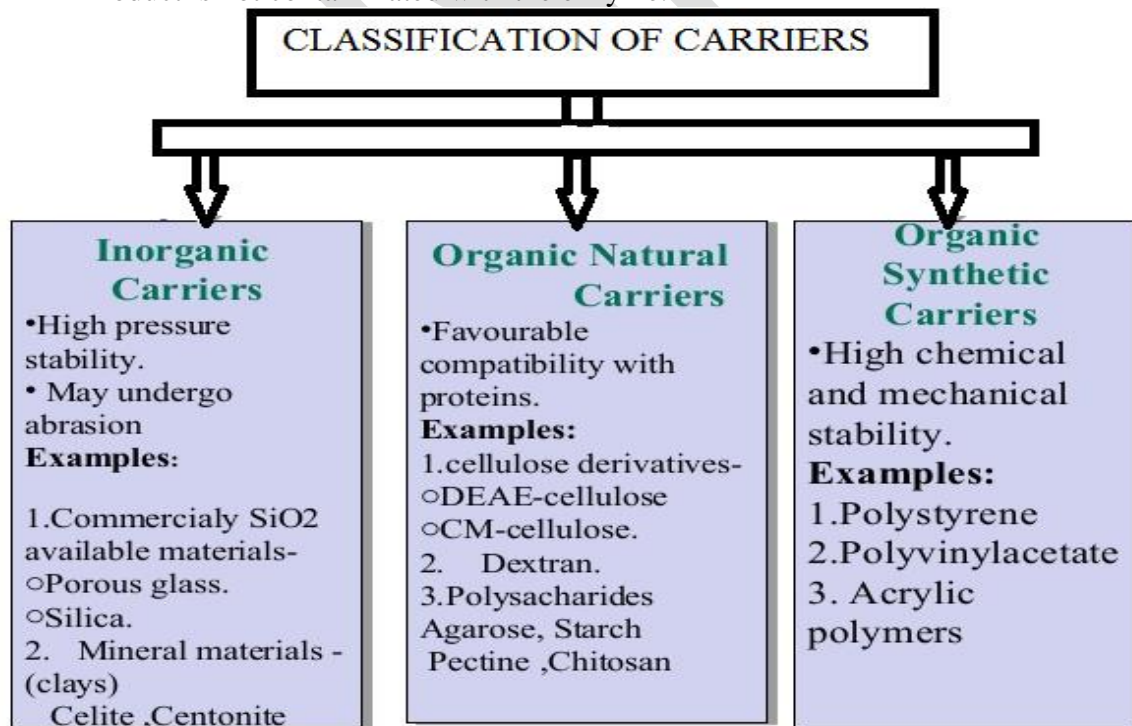 CLASSIFICATION OF CARRIERS
Inorganic
Carriers
•High pressure
stability.
• May undergo
abrasion
Examples:
1.Commercialy SiO2
available materials-
○Porous glass.
○Silica.
2. Mineral materials -
(clays)
Celite ,Centonite
Organic Natural
Carriers
•Favourable
compatibility with
proteins.
Examples:
1.cellulose derivatives-
○DEAE-cellulose
○CM-cellulose.
2. Dextran.
3.Polysacharides
Agarose, Starch
Pectine ,Chitosan
Organic
Synthetic
Carriers
•High chemical
and mechanical
stability.
Examples:
1.Polystyrene
2.Polyvinylacetate
3. Acrylic
polymers